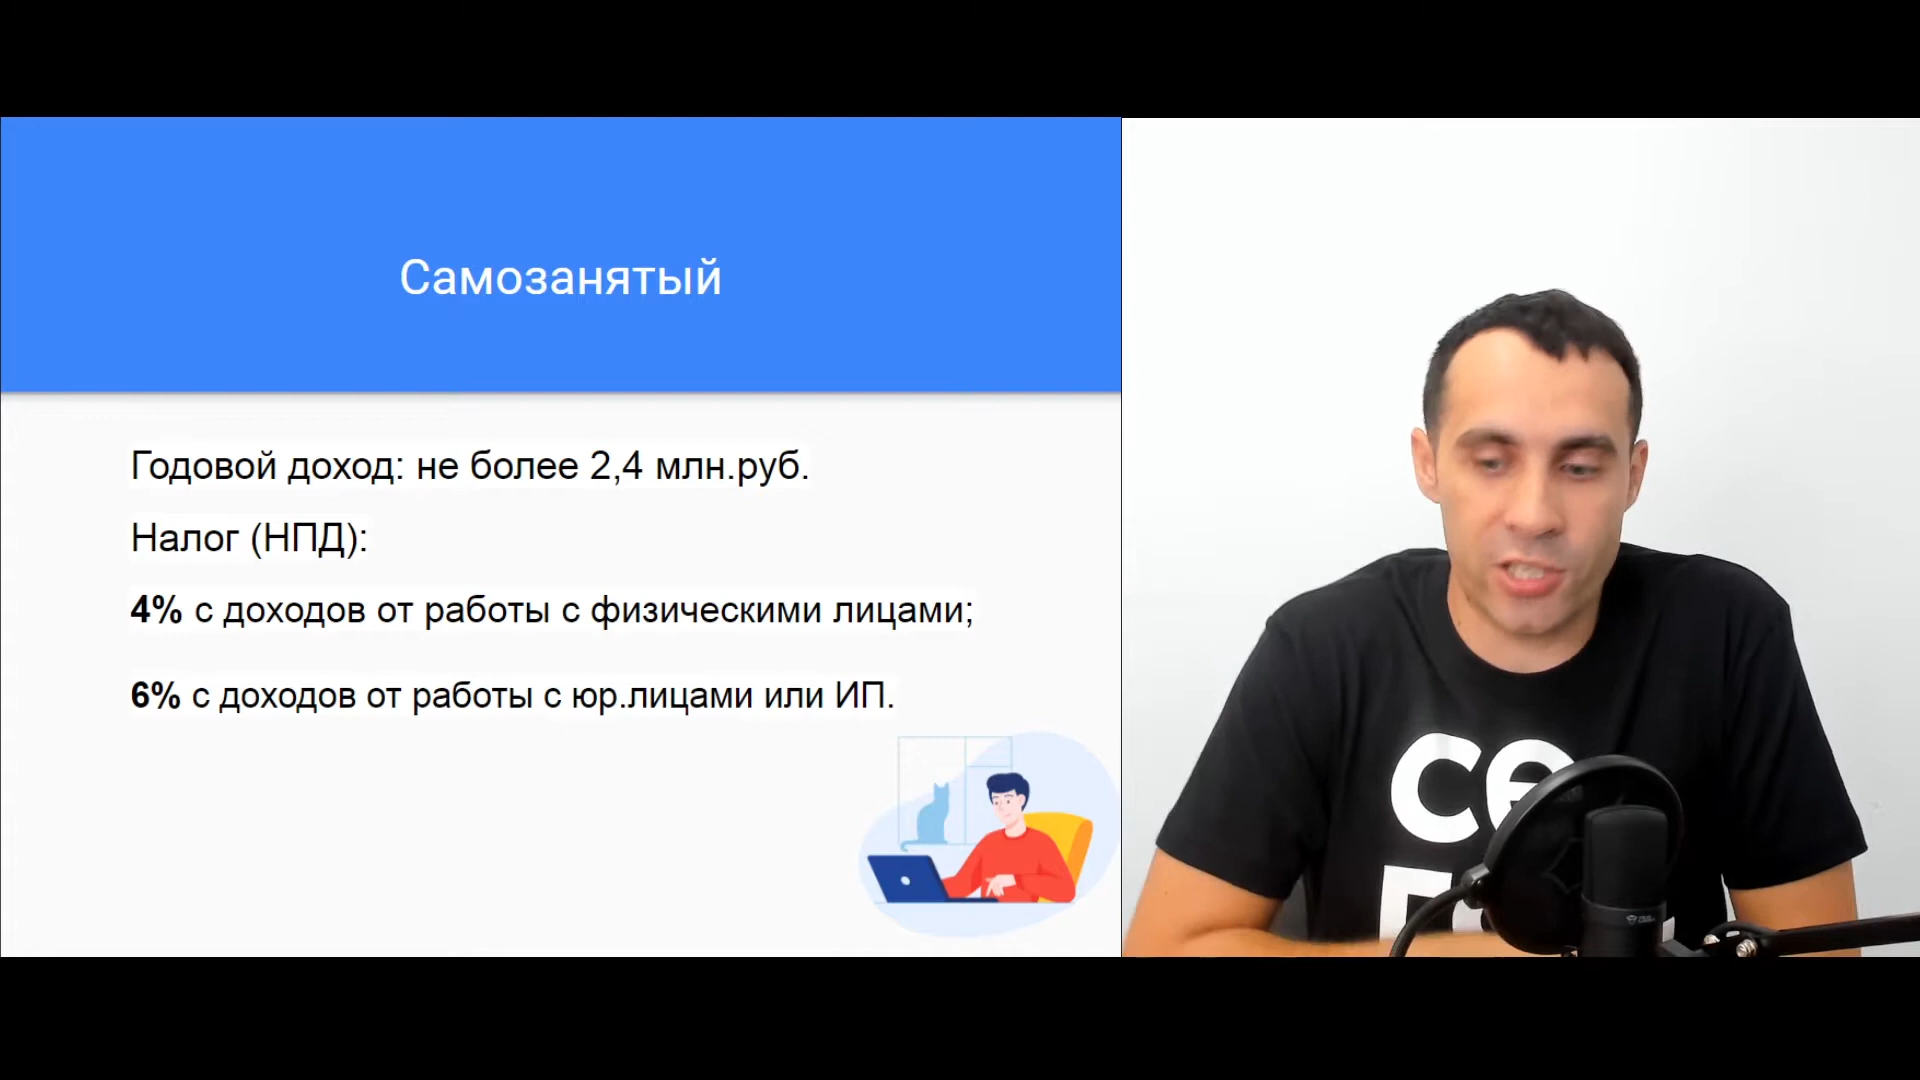 Самозанятый
Годовой доход: не более 2,4 млн.руб.
Налог (НПД):
4% с доходов от работы с физическими лицами;
6% с доходов от работы с юр.лицами или ИП.
се